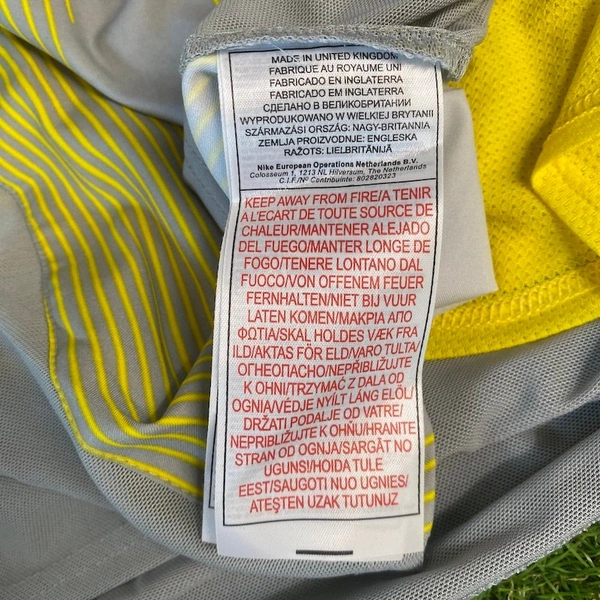 MADE IN UNITED KINGDOM
FABRIQUE AU ROYAUME UNI
FABRICADO EN INGLATERRA
FABRICADO EM INGLATERRA
СДЕЛАНО В ВЕЛИКОБРИТАНИИ
WYPRODUKOWANO W WIELKIEJ BRYTANII
SZÁRMAZÁSI ORSZÁG: NAGY-BRITANNIA
ZEMLJA PROIZVODNJE: ENGLESKA
RAŽOTS: LIELBRITĀNIJĀ
Nike European Operations Netherlands B.V.
Colosseum 1, 1213 NL Hilversum, The Netherlands
C.I.F./Nº Contribuinte: 802820323
KEEP AWAY FROM FIRE/A TENIR
A L'ECART DE TOUTE SOURCE DE
CHALEUR/MANTENER ALEJADO
DEL FUEGO/MANTER LONGE DE
FOGO/TENERE LONTANO DAL
FUOCO/VON OFFENEM FEUER
FERNHALTEN/NIET BIJ VUUR
LATEN KOMEN/ΜΑΚΡΙΑ ΑΠΟ
ΦΩΤΙΑ/SKAL HOLDES VÆK FRA
ILD/AKTAS FÖR ELD/VARO TULTA/
ОГНЕОПАСНО/NEPŘIBLIŽUJTE
K OHNI/TRZYMAĆ Z DALA OD
OGNIA/VÉDJE NYÍLT LÁNG ELŐL/
DRŽATI PODALJE OD VATRE/
NEPRIBLIŽUJTE K OHŇU/HRANITE
STRAN OD OGNJA/SARGĀT NO
UGUNS!/HOIDA TULE
EEST/SAUGOTI NUO UGNIES/
ATEŞTEN UZAK TUTUNUZ